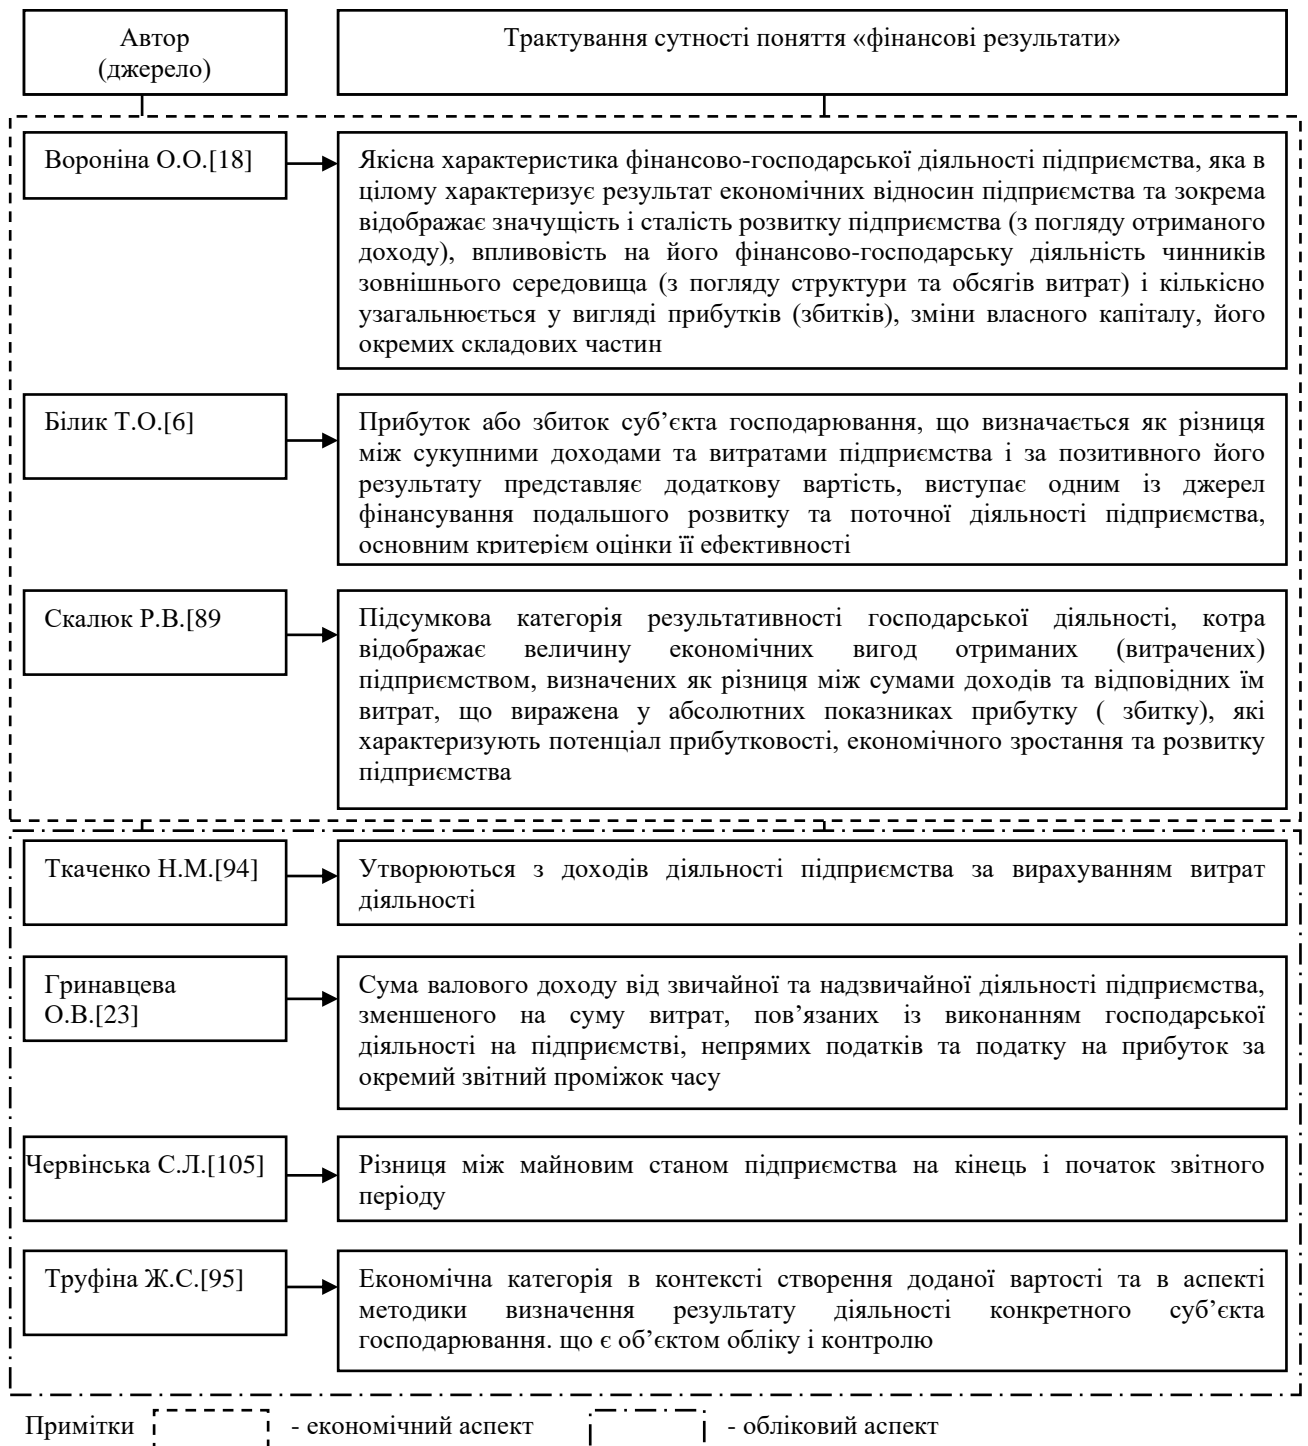 Автор
(джерело)
Трактування сутності поняття «фінансові результати»
Вороніна О.О.[18]
Якісна характеристика фінансово-господарської діяльності підприємства, яка в
цілому характеризує результат економічних відносин підприємства та зокрема
відображає значущість і сталість розвитку підприємства (з погляду отриманого
доходу), впливовість на його фінансово-господарську діяльність чинників
зовнішнього середовища (з погляду структури та обсягів витрат) і кількісно
узагальнюється у вигляді прибутків (збитків), зміни власного капіталу, його
окремих складових частин
Білик Т.О.[6]
Прибуток або збиток суб’єкта господарювання, що визначається як різниця
між сукупними доходами та витратами підприємства і за позитивного його
результату представляє додаткову вартість, виступає одним із джерел
фінансування подальшого розвитку та поточної діяльності підприємства,
основним критерієм оцінки її ефективності
Скалюк Р.В.[89
Підсумкова категорія результативності господарської діяльності, котра
відображає величину економічних вигод отриманих (витрачених)
підприємством, визначених як різниця між сумами доходів та відповідних їм
витрат, що виражена у абсолютних показниках прибутку ( збитку), які
характеризують потенціал прибутковості, економічного зростання та розвитку
підприємства
Ткаченко Н.М.[94]
Утворюються з доходів діяльності підприємства за вирахуванням витрат
діяльності
Гринавцева
О.В.[23]
Сума валового доходу від звичайної та надзвичайної діяльності підприємства,
зменшеного на суму витрат, пов’язаних із виконанням господарської
діяльності на підприємстві, непрямих податків та податку на прибуток за
окремий звітний проміжок часу
Червінська С.Л.[105]
Різниця між майновим станом підприємства на кінець і початок звітного
періоду
Труфіна Ж.С.[95]
Економічна категорія в контексті створення доданої вартості та в аспекті
методики визначення результату діяльності конкретного суб’єкта
господарювання. що є об’єктом обліку і контролю
Примітки - економічний аспект - обліковий аспект